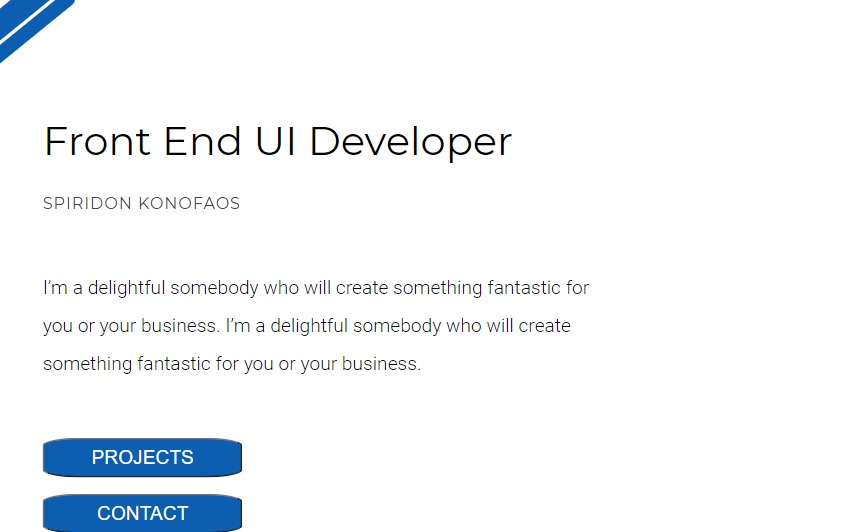 Front End UI Developer
SPIRIDON KONOFAOS
I’m a delightful somebody who will create something fantastic for
you or your business. I’m a delightful somebody who will create
something fantastic for you or your business.
PROJECTS
CONTACT